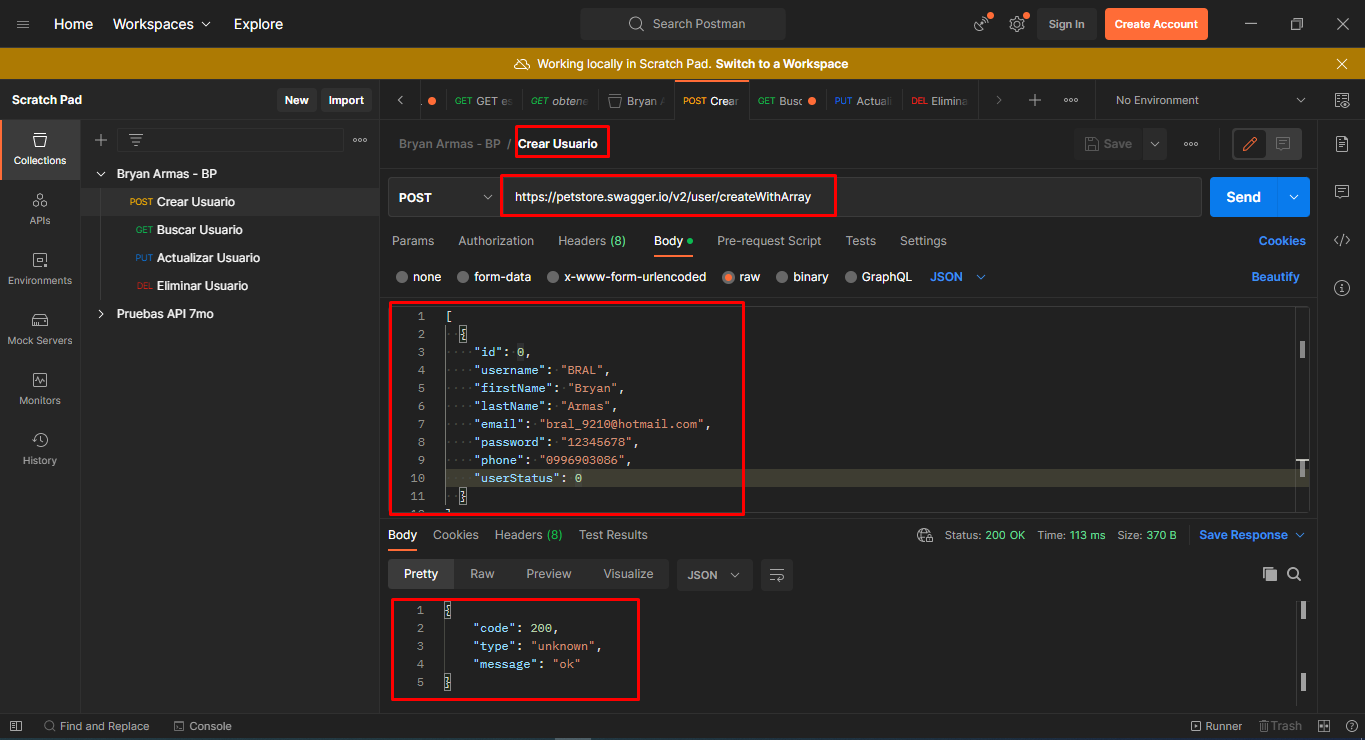 Home Workspaces Explore Search Postman Sign In Create Account
Working locally in Scratch Pad. Switch to a Workspace
Scratch Pad New Import
GET GET es GET obtene Bryan A POST Crear GET Busc PUT Actuali DEL Elimina No Environment
Collections
APIs
Environments
Mock Servers
Monitors
History
Bryan Armas - BP
POST Crear Usuario
GET Buscar Usuario
PUT Actualizar Usuario
DEL Eliminar Usuario
Pruebas API 7mo
Bryan Armas - BP / Crear Usuario Save
POST https://petstore.swagger.io/v2/user/createWithArray Send
Params Authorization Headers (8) Body Pre-request Script Tests Settings Cookies
none form-data x-www-form-urlencoded raw binary GraphQL JSON Beautify
1 [
2 {
3 "id": 0,
4 "username": "BRAL",
5 "firstName": "Bryan",
6 "lastName": "Armas",
7 "email": "bral_9210@hotmail.com",
8 "password": "12345678",
9 "phone": "0996903086",
10 "userStatus": 0
11 }
Body Cookies Headers (8) Test Results Status: 200 OK Time: 113 ms Size: 370 B Save Response
Pretty Raw Preview Visualize JSON
1 {
2 "code": 200,
3 "type": "unknown",
4 "message": "ok"
5 }
Find and Replace Console Runner Trash